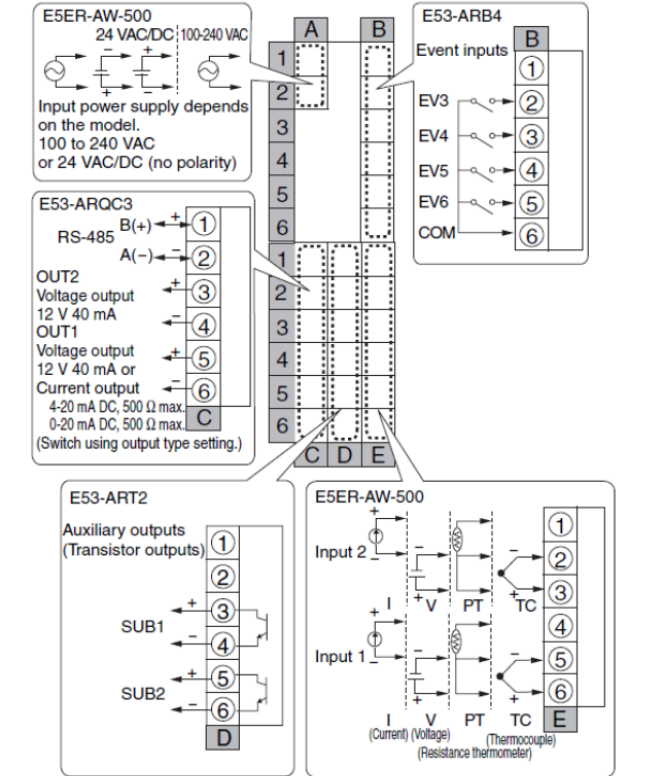 E5ER-AW-500
24 VAC/DC 100-240 VAC
− +
+ −
Input power supply depends
on the model.
100 to 240 VAC
or 24 VAC/DC (no polarity)
A B
1
2
3
4
5
6
1
2
3
4
5
6
C D E
E53-ARB4
Event inputs
B
1
EV3 2
EV4 3
EV5 4
EV6 5
COM 6
E53-ARQC3
RS-485
B(+) + 1
A(−) − 2
OUT2
Voltage output + 3
12 V 40 mA − 4
OUT1
Voltage output + 5
12 V 40 mA or
Current output − 6
4-20 mA DC, 500 Ω max.
0-20 mA DC, 500 Ω max. C
(Switch using output type setting.)
E53-ART2
Auxiliary outputs
(Transistor outputs) 1
2
SUB1 + 3
− 4
SUB2 + 5
− 6
D
E5ER-AW-500
+ 1
Input 2 − − − 2
+ + 3
I V PT TC
+ 4
Input 1 − − − 5
+ + 6
I V PT TC E
(Current) (Voltage) (Thermocouple)
(Resistance thermometer)